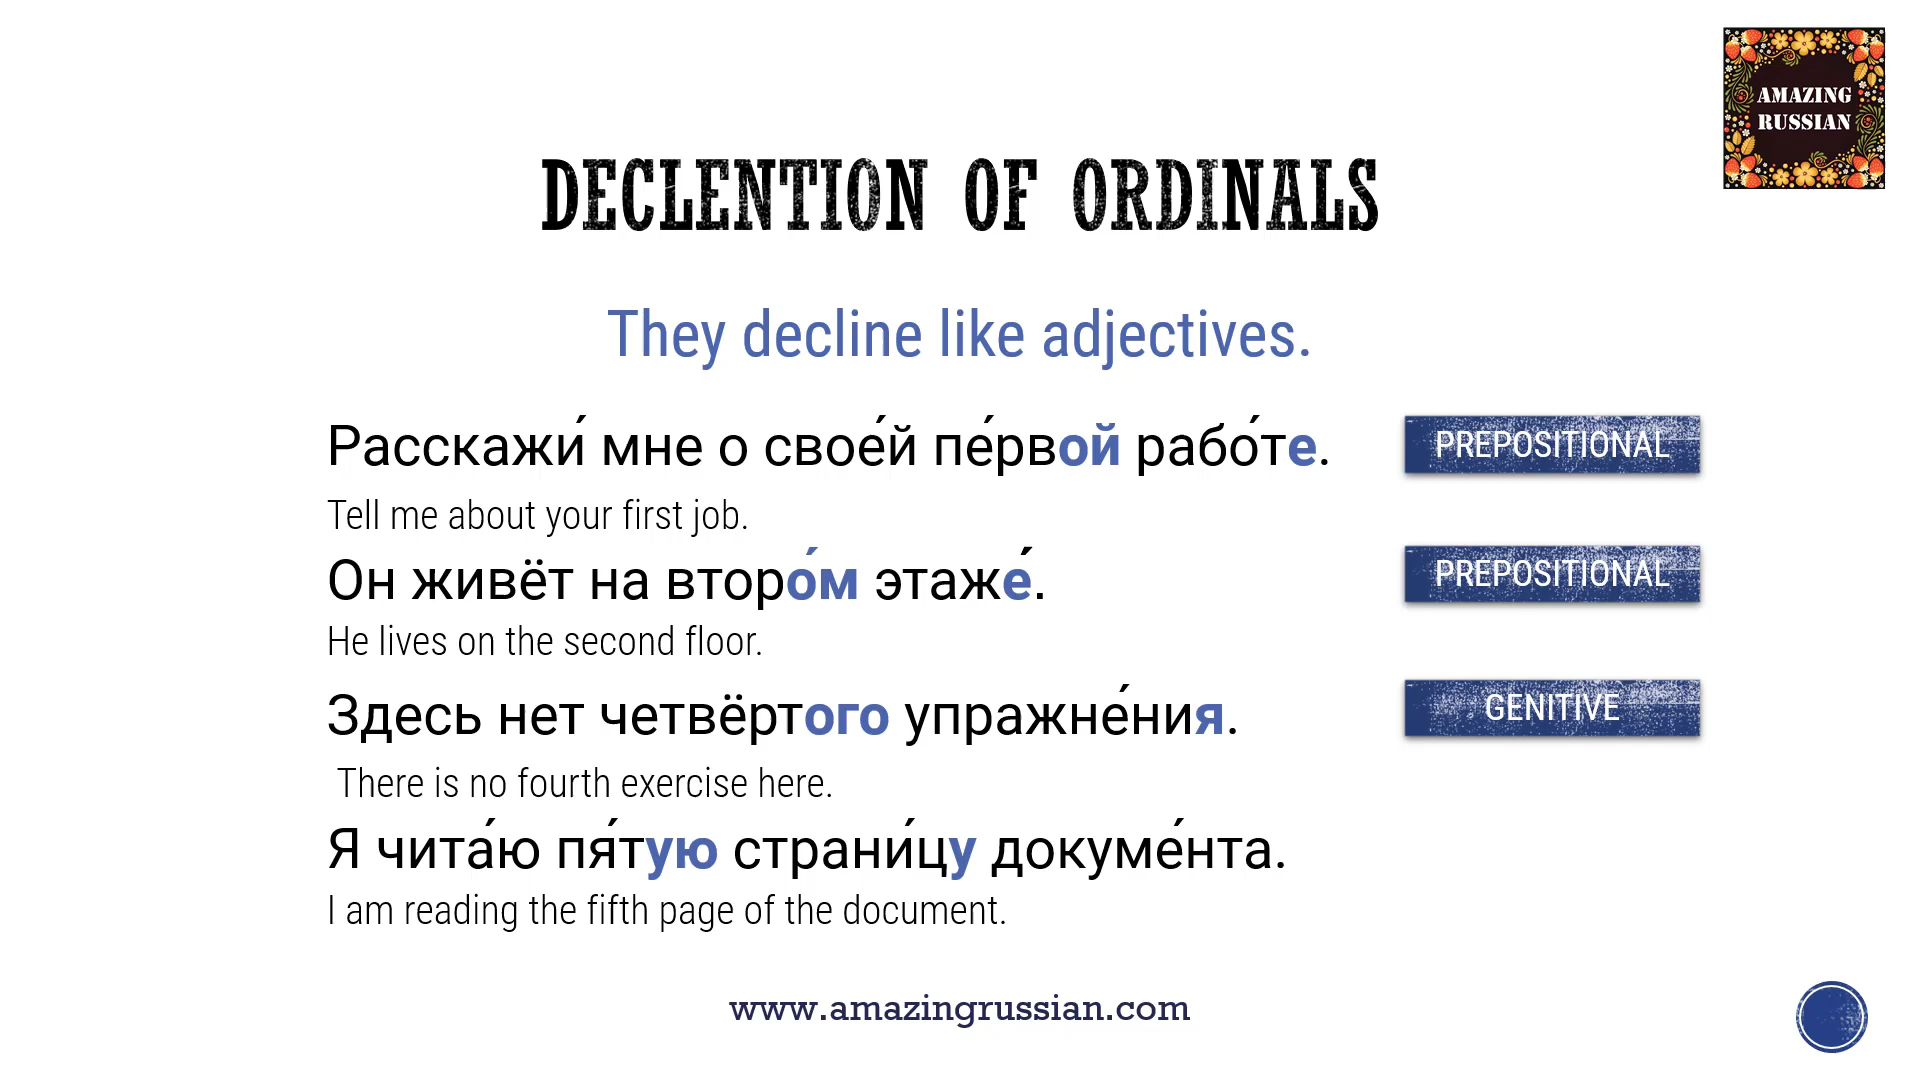 AMAZING
RUSSIAN
DECLENTION OF ORDINALS
They decline like adjectives.
Расскажи́ мне о свое́й пе́рвой рабо́те.
PREPOSITIONAL
Tell me about your first job.
Он живёт на второ́м этаже́.
PREPOSITIONAL
He lives on the second floor.
Здесь нет четвёртого упражне́ния.
GENITIVE
There is no fourth exercise here.
Я чита́ю пя́тую страни́цу докуме́нта.
I am reading the fifth page of the document.
www.amazingrussian.com